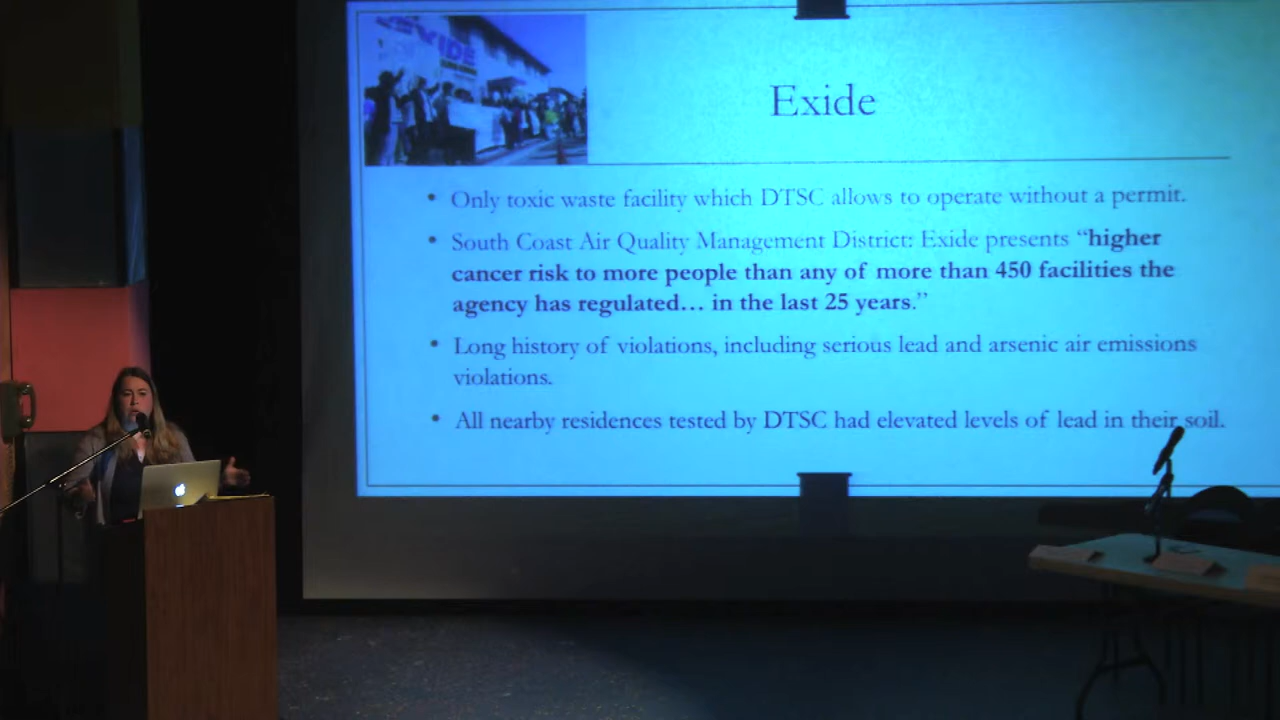 EXIDE
Exide
• Only toxic waste facility which DTSC allows to operate without a permit.
• South Coast Air Quality Management District: Exide presents “higher
cancer risk to more people than any of more than 450 facilities the
agency has regulated… in the last 25 years.”
• Long history of violations, including serious lead and arsenic air emissions
violations.
• All nearby residences tested by DTSC had elevated levels of lead in their soil.